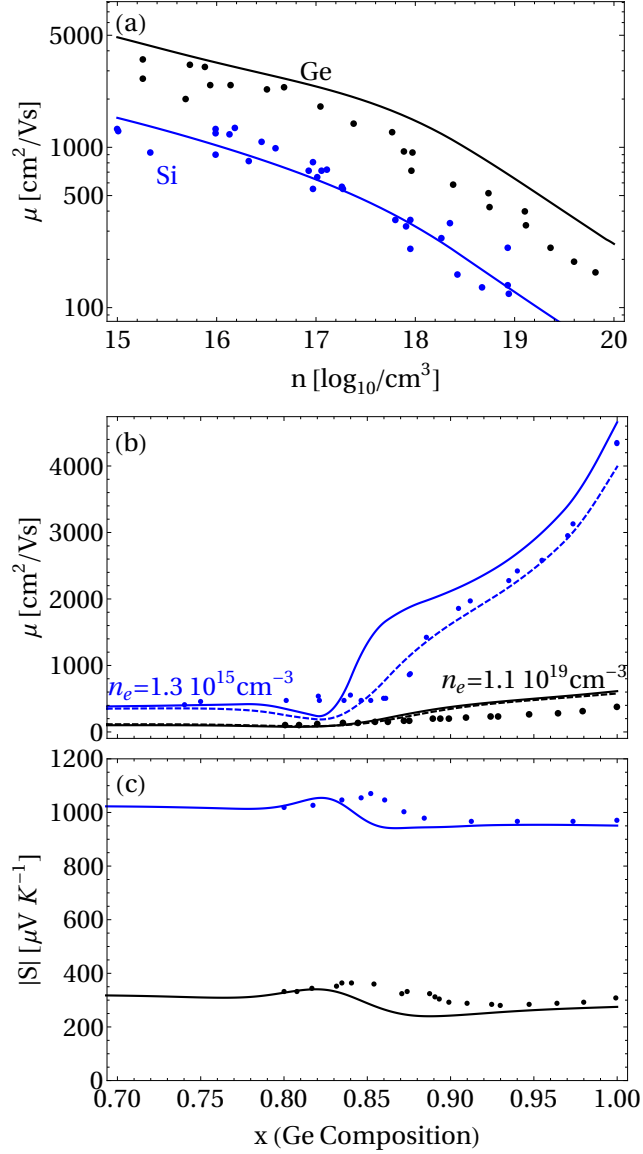 (a)
5000
Ge
1000
Si
500
100
μ [cm²/Vs]
15 16 17 18 19 20
n [log₁₀/cm³]
(b)
4000
3000
2000
1000
0
μ [cm²/Vs]
nₑ=1.3 10¹⁵cm⁻³
nₑ=1.1 10¹⁹cm⁻³
(c)
1200
1000
800
600
400
200
0
|S| [μV K⁻¹]
0.70 0.75 0.80 0.85 0.90 0.95 1.00
x (Ge Composition)